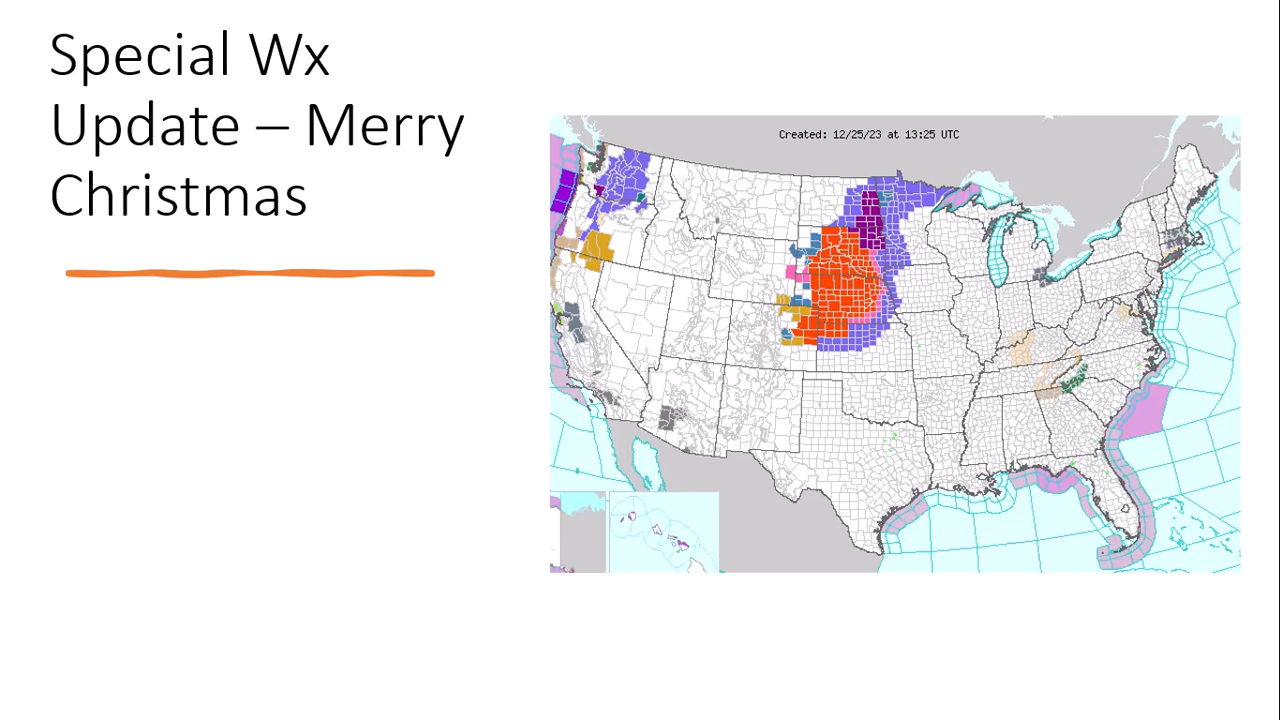 Special Wx
Update – Merry
Christmas
Created: 12/25/23 at 13:25 UTC